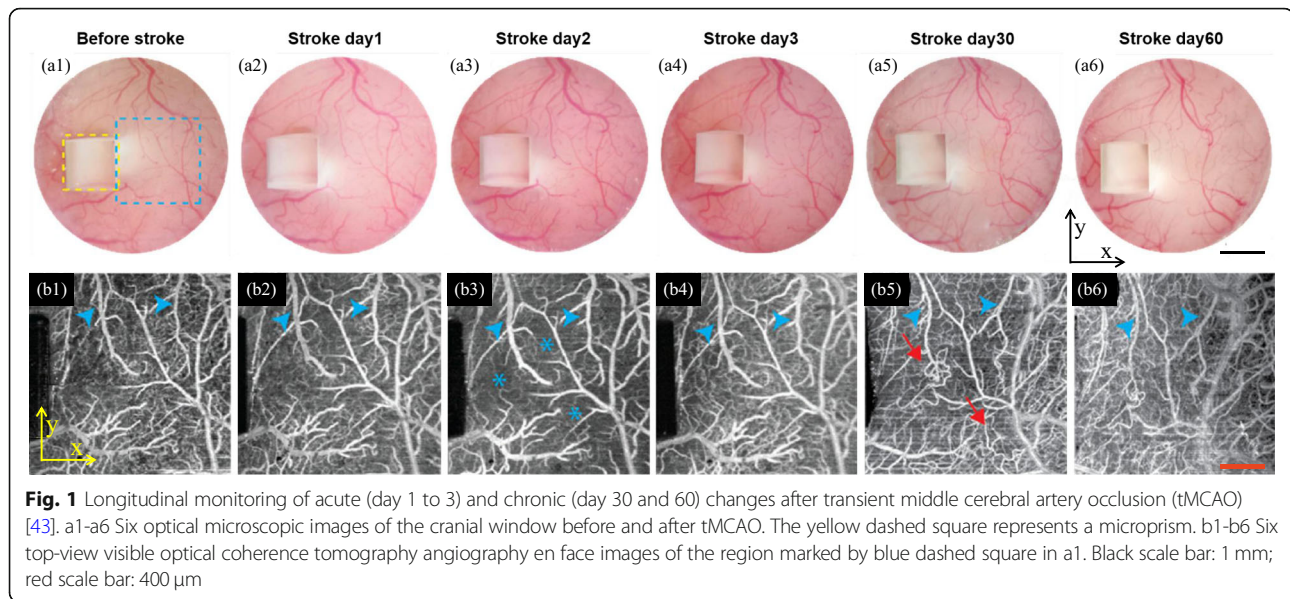 Before stroke
Stroke day1
Stroke day2
Stroke day3
Stroke day30
Stroke day60
(a1)
(a2)
(a3)
(a4)
(a5)
(a6)
y
x
(b1)
(b2)
(b3)
(b4)
(b5)
(b6)
*
*
*
y
x
Fig. 1 Longitudinal monitoring of acute (day 1 to 3) and chronic (day 30 and 60) changes after transient middle cerebral artery occlusion (tMCAO)
[43]. a1-a6 Six optical microscopic images of the cranial window before and after tMCAO. The yellow dashed square represents a microprism. b1-b6 Six
top-view visible optical coherence tomography angiography en face images of the region marked by blue dashed square in a1. Black scale bar: 1 mm;
red scale bar: 400 μm